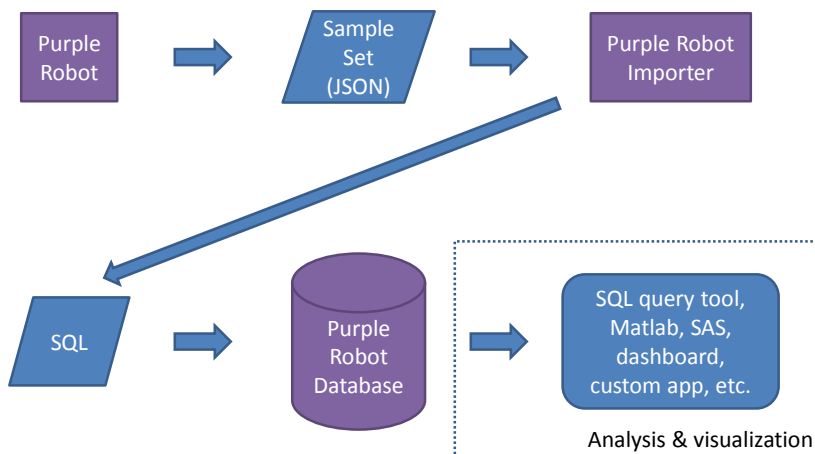 Purple
Robot
Sample
Set
(JSON)
Purple Robot
Importer
SQL
Purple
Robot
Database
SQL query tool,
Matlab, SAS,
dashboard,
custom app, etc.
Analysis & visualization